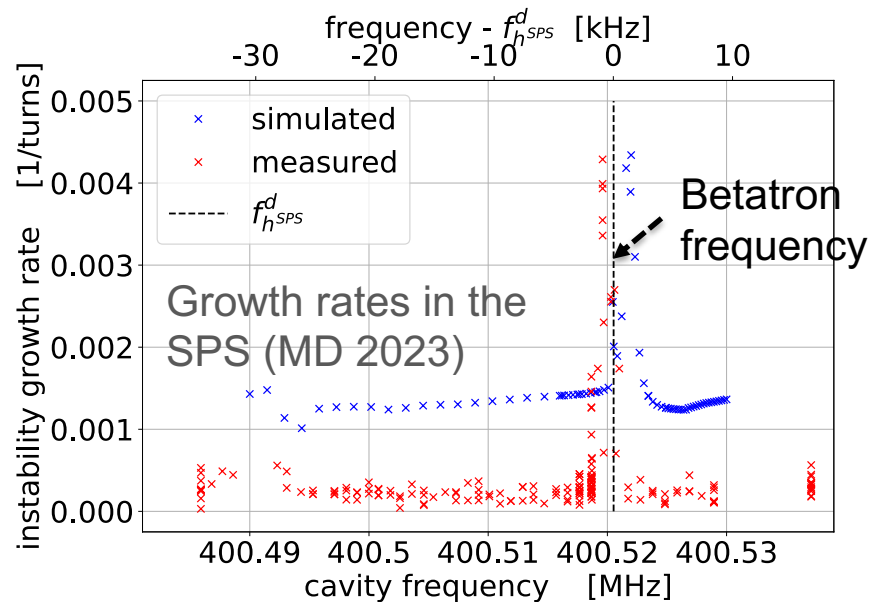 frequency - f^d_{h^{SPS}} [kHz]
-30 -20 -10 0 10
instability growth rate [1/turns]
0.005
0.004
0.003
0.002
0.001
0.000
simulated
measured
f^d_{h^{SPS}}
Betatron
frequency
Growth rates in the
SPS (MD 2023)
400.49 400.5 400.51 400.52 400.53
cavity frequency [MHz]